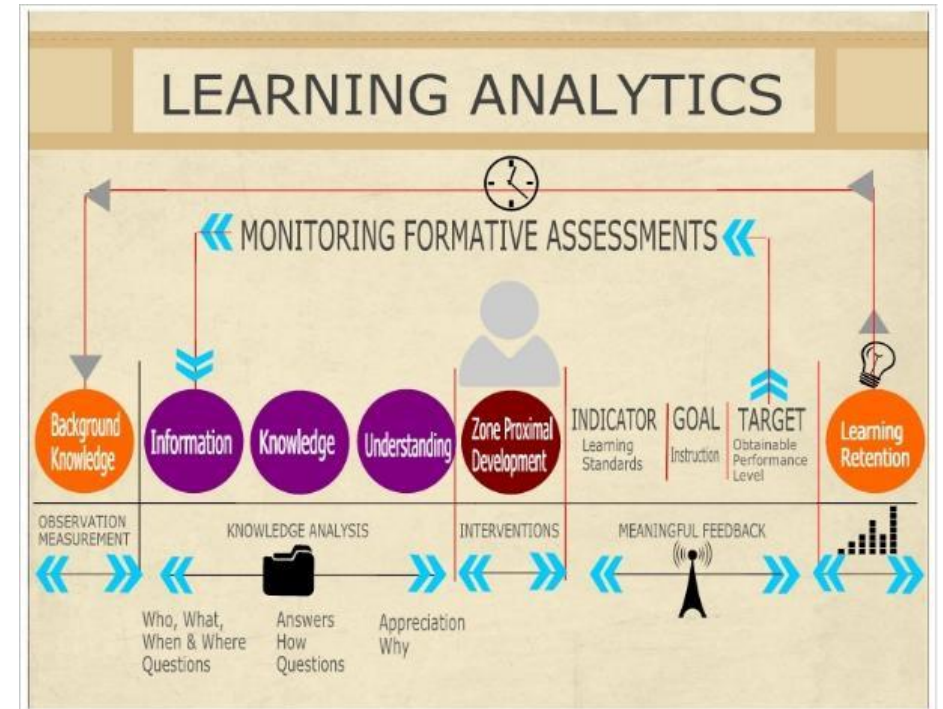 LEARNING ANALYTICS
MONITORING FORMATIVE ASSESSMENTS
Background
Knowledge
Information
Knowledge
Understanding
Zone Proximal
Development
INDICATOR
Learning
Standards
GOAL
Instruction
TARGET
Obtainable
Performance
Level
Learning
Retention
OBSERVATION
MEASUREMENT
KNOWLEDGE ANALYSIS
INTERVENTIONS
MEANINGFUL FEEDBACK
Who, What,
When & Where
Questions
Answers
How
Questions
Appreciation
Why